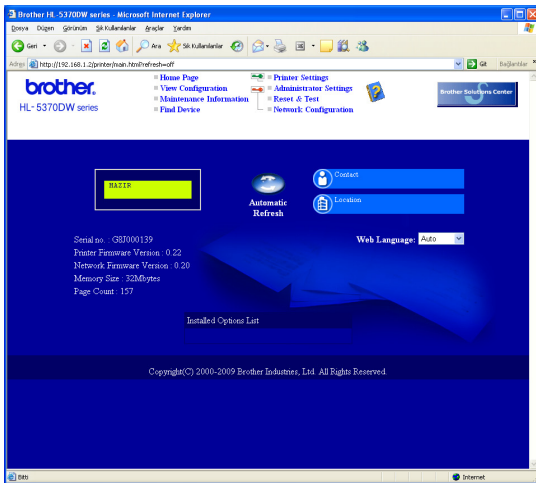 Brother HL-5370DW series - Microsoft Internet Explorer
Dosya Düzen Görünüm Sık Kullanılanlar Araçlar Yardım
Geri Ara Sık Kullanılanlar
Adres http://192.168.1.2/printer/main.html?refresh=off Git Bağlantılar
brother.
HL- 5370DW series
Home Page
View Configuration
Maintenance Information
Find Device
Printer Settings
Administrator Settings
Reset & Test
Network Configuration
Brother Solutions Center
HAZIR
Automatic
Refresh
Contact
Location
Serial no. : G8J000139
Printer Firmware Version : 0.22
Network Firmware Version : 0.20
Memory Size : 32Mbytes
Page Count : 157
Web Language: Auto
Installed Options List
Copyright(C) 2000-2009 Brother Industries, Ltd. All Rights Reserved.
Bitti Internet